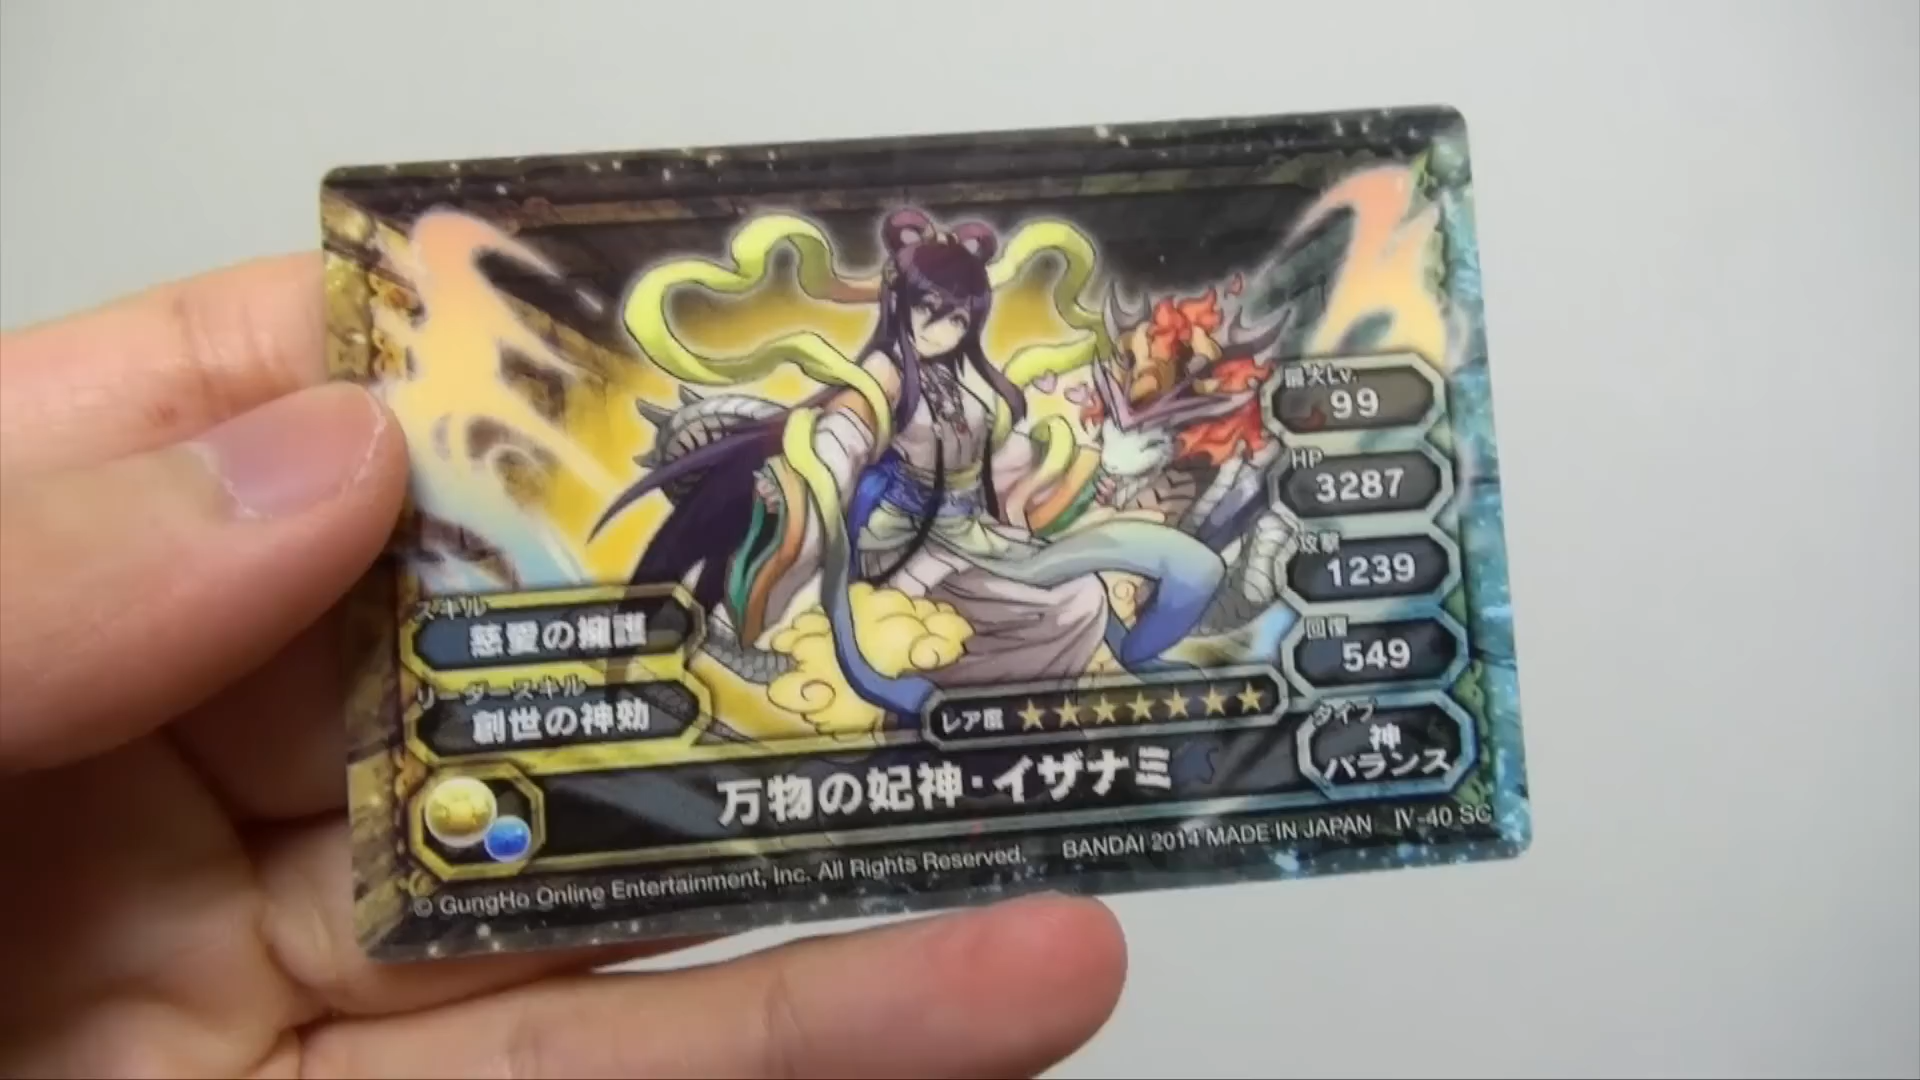 最大Lv.
99
HP
3287
攻撃
1239
回復
549
タイプ
神
バランス
スキル
慈愛の擁護
リーダースキル
創世の神効
レア度 ★★★★★★★
万物の妃神・イザナミ
© GungHo Online Entertainment, Inc. All Rights Reserved. BANDAI 2014 MADE IN JAPAN IV-40 SC